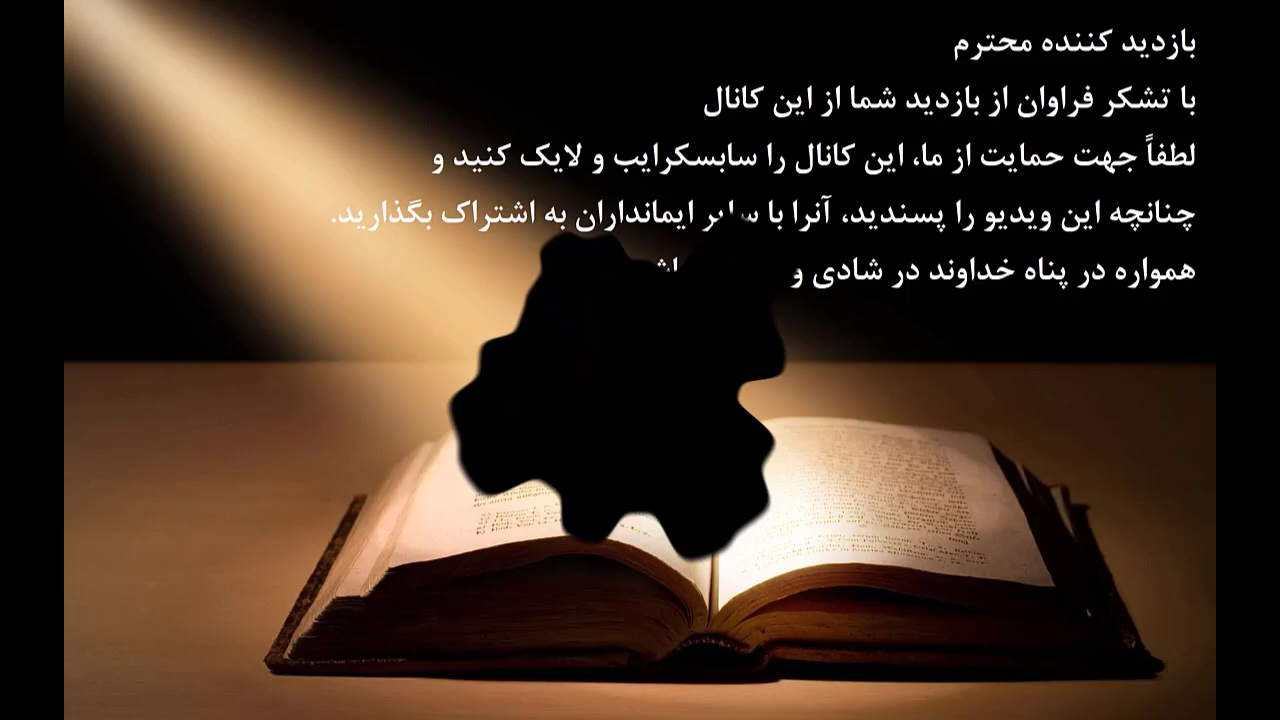 بازدید کننده محترم
با تشکر فراوان از بازدید شما از این کانال
لطفاً جهت حمایت از ما، این کانال را سابسکرایب و لایک کنید و
چنانچه این ویدیو را پسندید، آنرا با سایر ایمانداران به اشتراک بگذارید.
همواره در پناه خداوند در شادی و